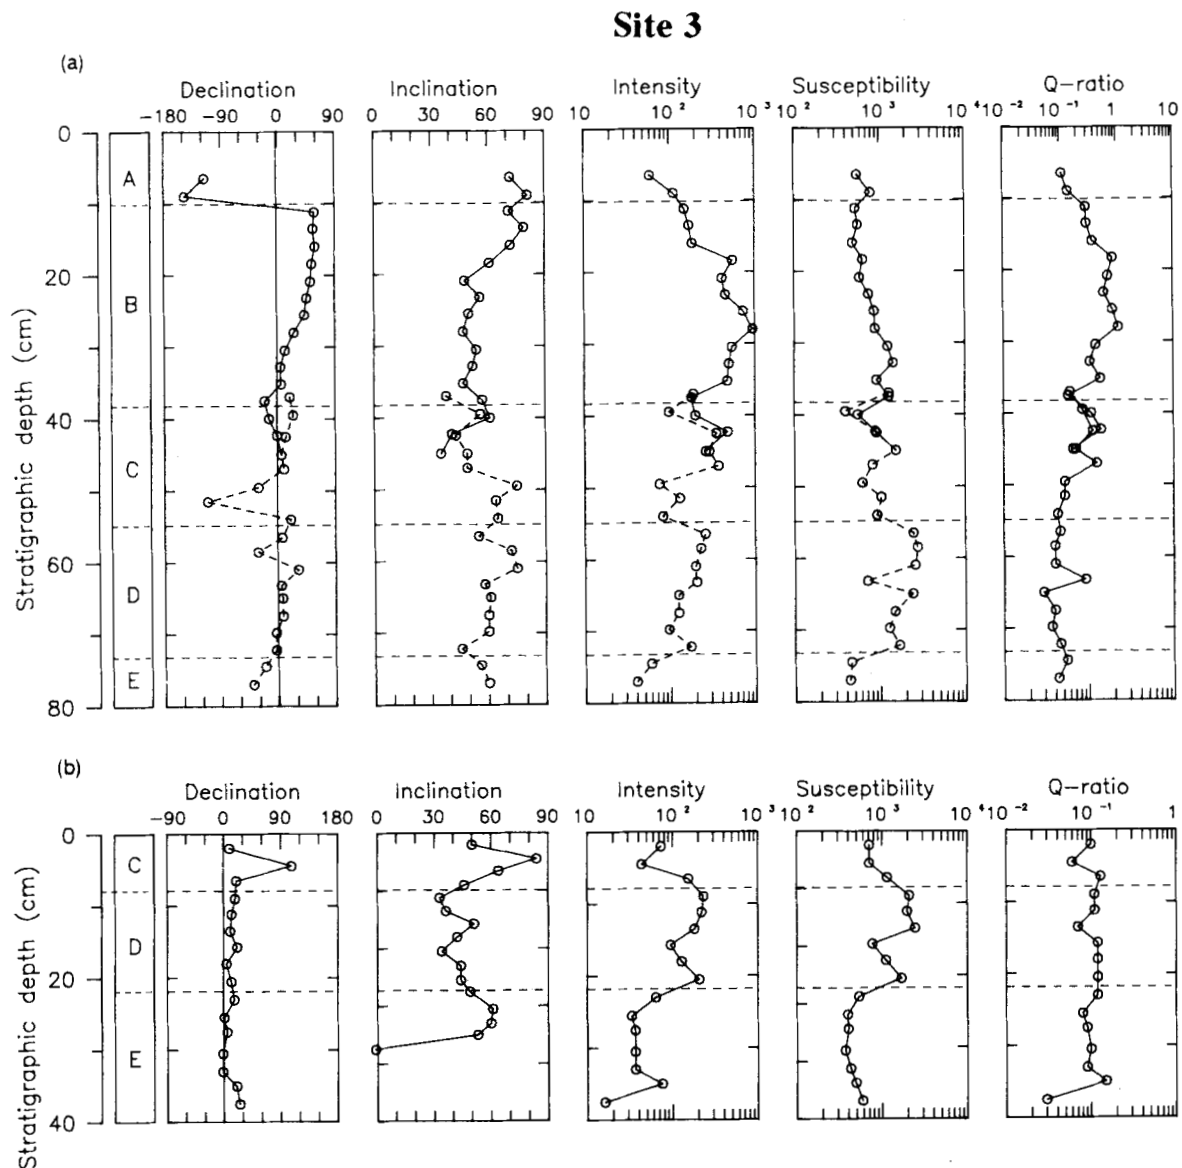 Site 3
(a)
Declination Inclination Intensity Susceptibility Q-ratio
-180 -90 0 90 0 30 60 90 10 10² 10³ 10² 10³ 10⁴ 10⁻² 10⁻¹ 1 10
0
20
40
60
80
Stratigraphic depth (cm)
A
B
C
D
E
(b)
Declination Inclination Intensity Susceptibility Q-ratio
-90 0 90 180 0 30 60 90 10 10² 10³ 10² 10³ 10⁴ 10⁻² 10⁻¹ 1
0
20
40
Stratigraphic depth (cm)
C
D
E